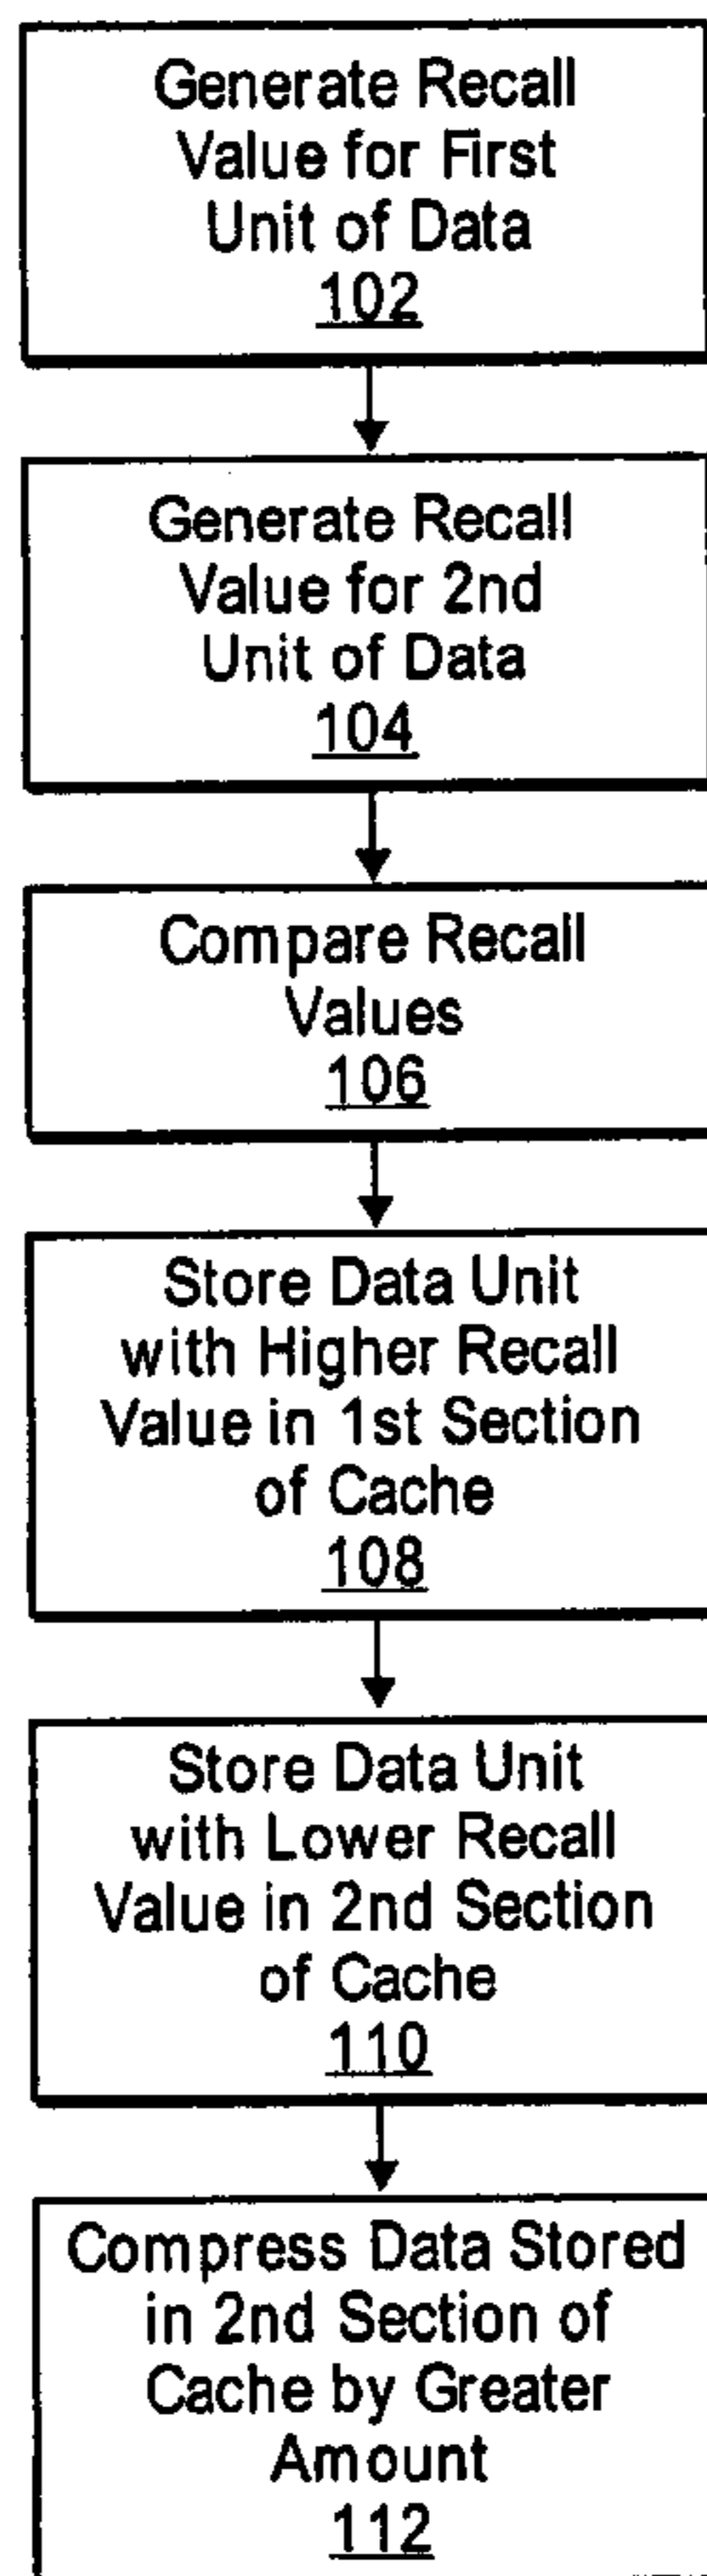 Generate Recall
Value for First
Unit of Data
102
Generate Recall
Value for 2nd
Unit of Data
104
Compare Recall
Values
106
Store Data Unit
with Higher Recall
Value in 1st Section
of Cache
108
Store Data Unit
with Lower Recall
Value in 2nd Section
of Cache
110
Compress Data Stored
in 2nd Section of
Cache by Greater
Amount
112